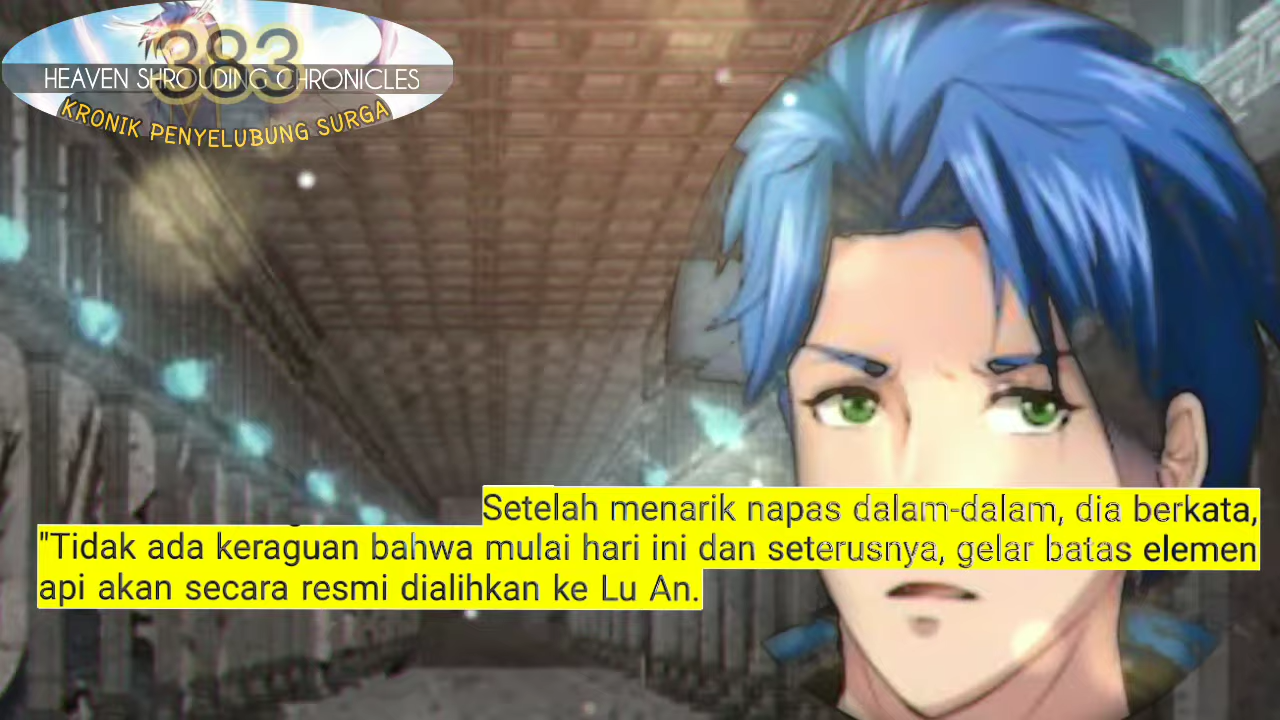 383
HEAVEN SHROUDING CHRONICLES
KRONIK PENYELUBUNG SURGA
Setelah menarik napas dalam-dalam, dia berkata,
"Tidak ada keraguan bahwa mulai hari ini dan seterusnya, gelar batas elemen
api akan secara resmi dialihkan ke Lu An.